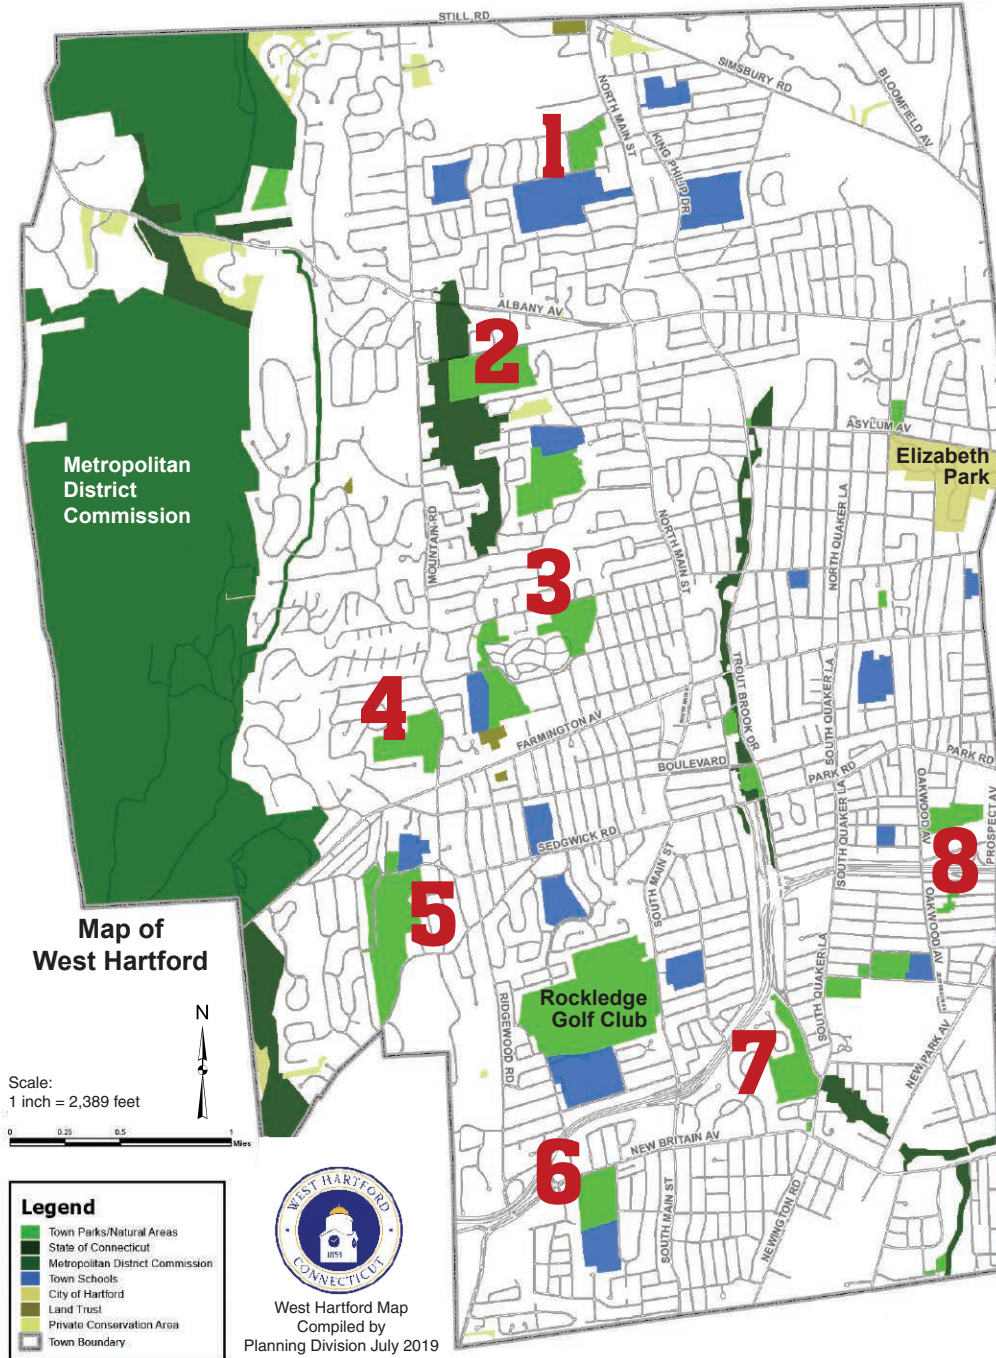 STILL RD
SIMSBURY RD
BLOOMFIELD AV
NORTH MAIN ST
KING PHILIP DR
1
ALBANY AV
2
ASYLUM AV
Elizabeth
Park
Metropolitan
District
Commission
MOUNTAIN RD
NORTH MAIN ST
NORTH QUAKER LA
3
TROUT BROOK DR
SOUTH QUAKER LA
4
FARMINGTON AV
BOULEVARD
PARK RD
PARK RD
OAKWOOD AV
PROSPECT AV
SEDGWICK RD
SOUTH MAIN ST
SOUTH QUAKER LA
8
5
OAKWOOD AV
Map of
West Hartford
Rockledge
Golf Club
RIDGEWOOD RD
SOUTH QUAKER LA
7
NEW PARK AV
N
Scale:
1 inch = 2,389 feet
0 0.25 0.5 1
Miles
NEW BRITAIN AV
6
SOUTH MAIN ST
NEWINGTON RD
Legend
Town Parks/Natural Areas
State of Connecticut
Metropolitan District Commission
Town Schools
City of Hartford
Land Trust
Private Conservation Area
Town Boundary
WEST HARTFORD
1854
CONNECTICUT
West Hartford Map
Compiled by
Planning Division July 2019